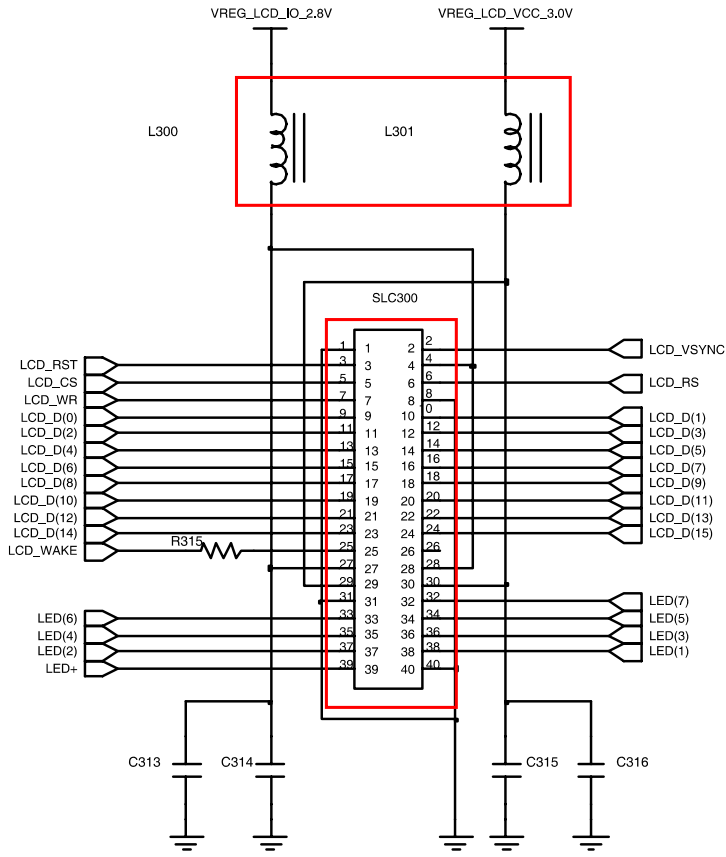 VREG_LCD_IO_2.8V VREG_LCD_VCC_3.0V
L300 L301
SLC300
1 1 2 2 LCD_VSYNC
LCD_RST 3 3 4 4
LCD_CS 5 5 6 6 LCD_RS
LCD_WR 7 7 8 8
LCD_D(0) 9 9 10 0 LCD_D(1)
LCD_D(2) 11 11 12 12 LCD_D(3)
LCD_D(4) 13 13 14 14 LCD_D(5)
LCD_D(6) 15 15 16 16 LCD_D(7)
LCD_D(8) 17 17 18 18 LCD_D(9)
LCD_D(10) 19 19 20 20 LCD_D(11)
LCD_D(12) 21 21 22 22 LCD_D(13)
LCD_D(14) 23 23 24 24 LCD_D(15)
LCD_WAKE R315 25 25 26 26
27 27 28 28
29 29 30 30
31 31 32 32 LED(7)
LED(6) 33 33 34 34 LED(5)
LED(4) 35 35 36 36 LED(3)
LED(2) 37 37 38 38 LED(1)
LED+ 39 39 40 40
C313 C314 C315 C316